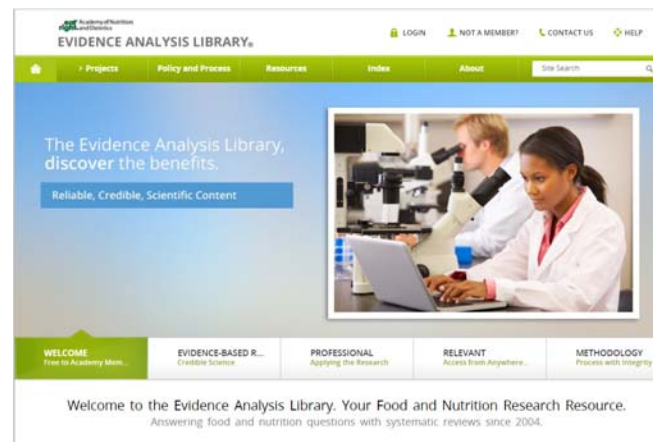 eat right. Academy of Nutrition and Dietetics
EVIDENCE ANALYSIS LIBRARY®
LOGIN NOT A MEMBER? CONTACT US HELP
› Projects Policy and Process Resources Index About Site Search
The Evidence Analysis Library,
discover the benefits.
Reliable, Credible, Scientific Content
WELCOME EVIDENCE-BASED R... PROFESSIONAL RELEVANT METHODOLOGY
Free to Academy Mem... Credible Science Applying the Research Access from Anywhere... Process with Integrity
Welcome to the Evidence Analysis Library. Your Food and Nutrition Research Resource.
Answering food and nutrition questions with systematic reviews since 2004.